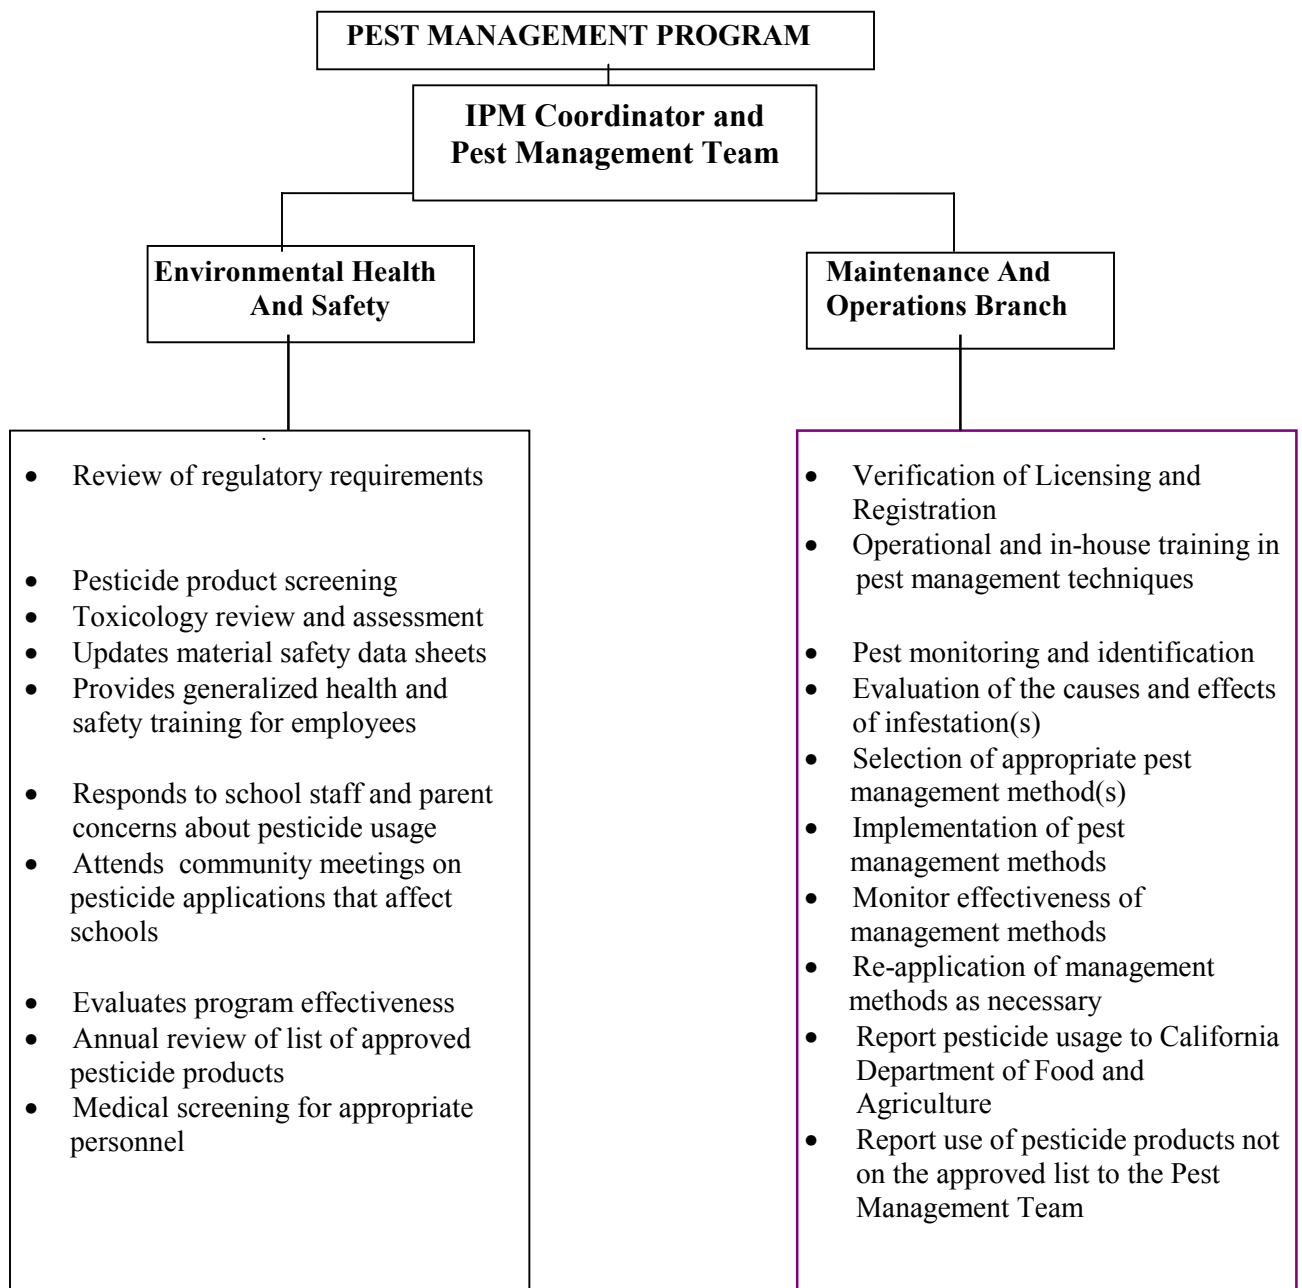 PEST MANAGEMENT PROGRAM
IPM Coordinator and
Pest Management Team
Environmental Health
And Safety
Maintenance And
Operations Branch
• Review of regulatory requirements
• Pesticide product screening
• Toxicology review and assessment
• Updates material safety data sheets
• Provides generalized health and
safety training for employees
• Responds to school staff and parent
concerns about pesticide usage
• Attends community meetings on
pesticide applications that affect
schools
• Evaluates program effectiveness
• Annual review of list of approved
pesticide products
• Medical screening for appropriate
personnel
• Verification of Licensing and
Registration
• Operational and in-house training in
pest management techniques
• Pest monitoring and identification
• Evaluation of the causes and effects
of infestation(s)
• Selection of appropriate pest
management method(s)
• Implementation of pest
management methods
• Monitor effectiveness of
management methods
• Re-application of management
methods as necessary
• Report pesticide usage to California
Department of Food and
Agriculture
• Report use of pesticide products not
on the approved list to the Pest
Management Team